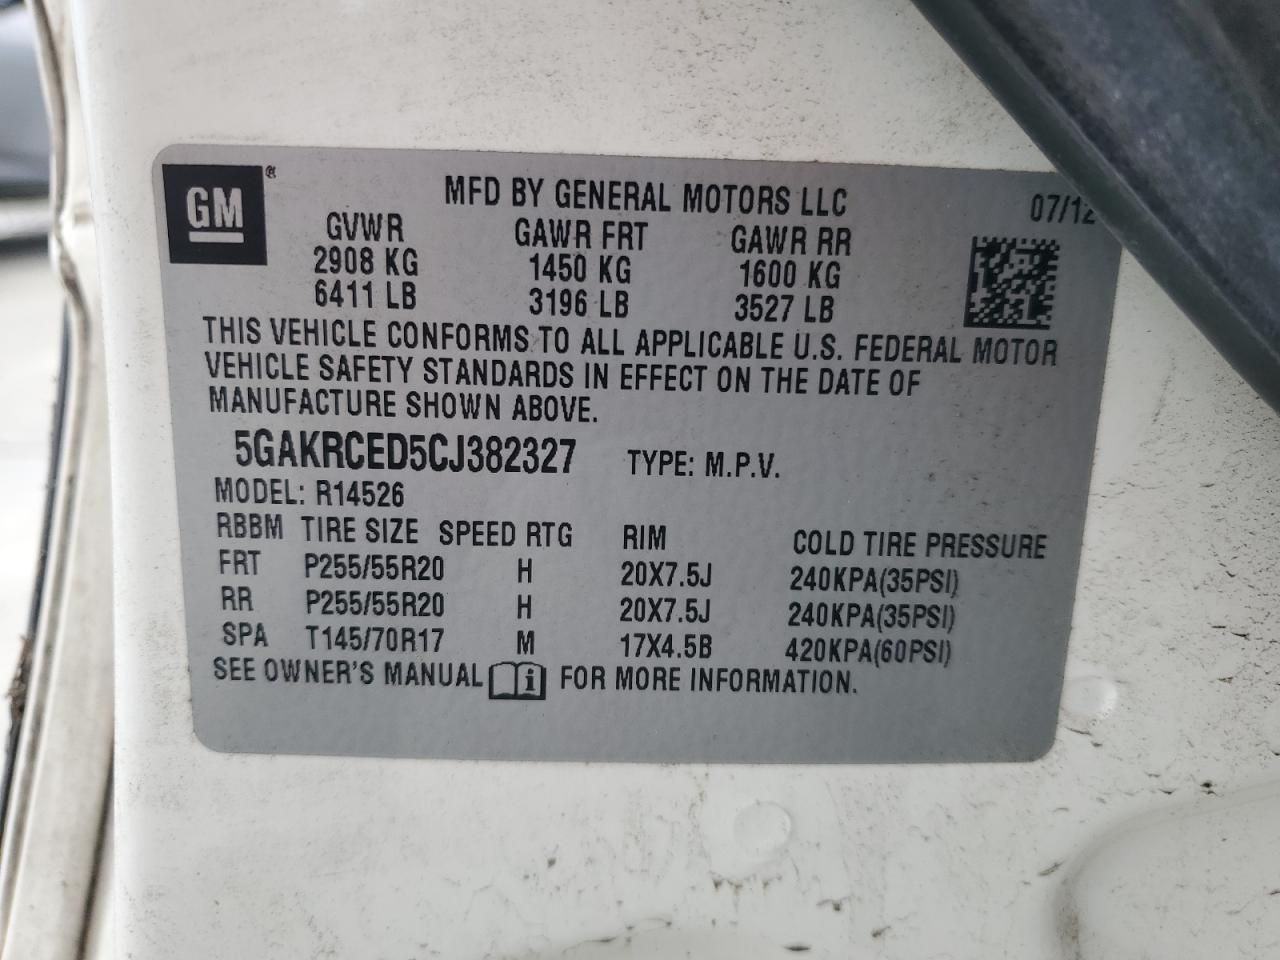 GM ®
MFD BY GENERAL MOTORS LLC 07/12
GVWR GAWR FRT GAWR RR
2908 KG 1450 KG 1600 KG
6411 LB 3196 LB 3527 LB
THIS VEHICLE CONFORMS TO ALL APPLICABLE U.S. FEDERAL MOTOR
VEHICLE SAFETY STANDARDS IN EFFECT ON THE DATE OF
MANUFACTURE SHOWN ABOVE.
5GAKRCED5CJ382327 TYPE: M.P.V.
MODEL: R14526
RBBM TIRE SIZE SPEED RTG RIM COLD TIRE PRESSURE
FRT P255/55R20 H 20X7.5J 240KPA(35PSI)
RR P255/55R20 H 20X7.5J 240KPA(35PSI)
SPA T145/70R17 M 17X4.5B 420KPA(60PSI)
SEE OWNER'S MANUAL i FOR MORE INFORMATION.